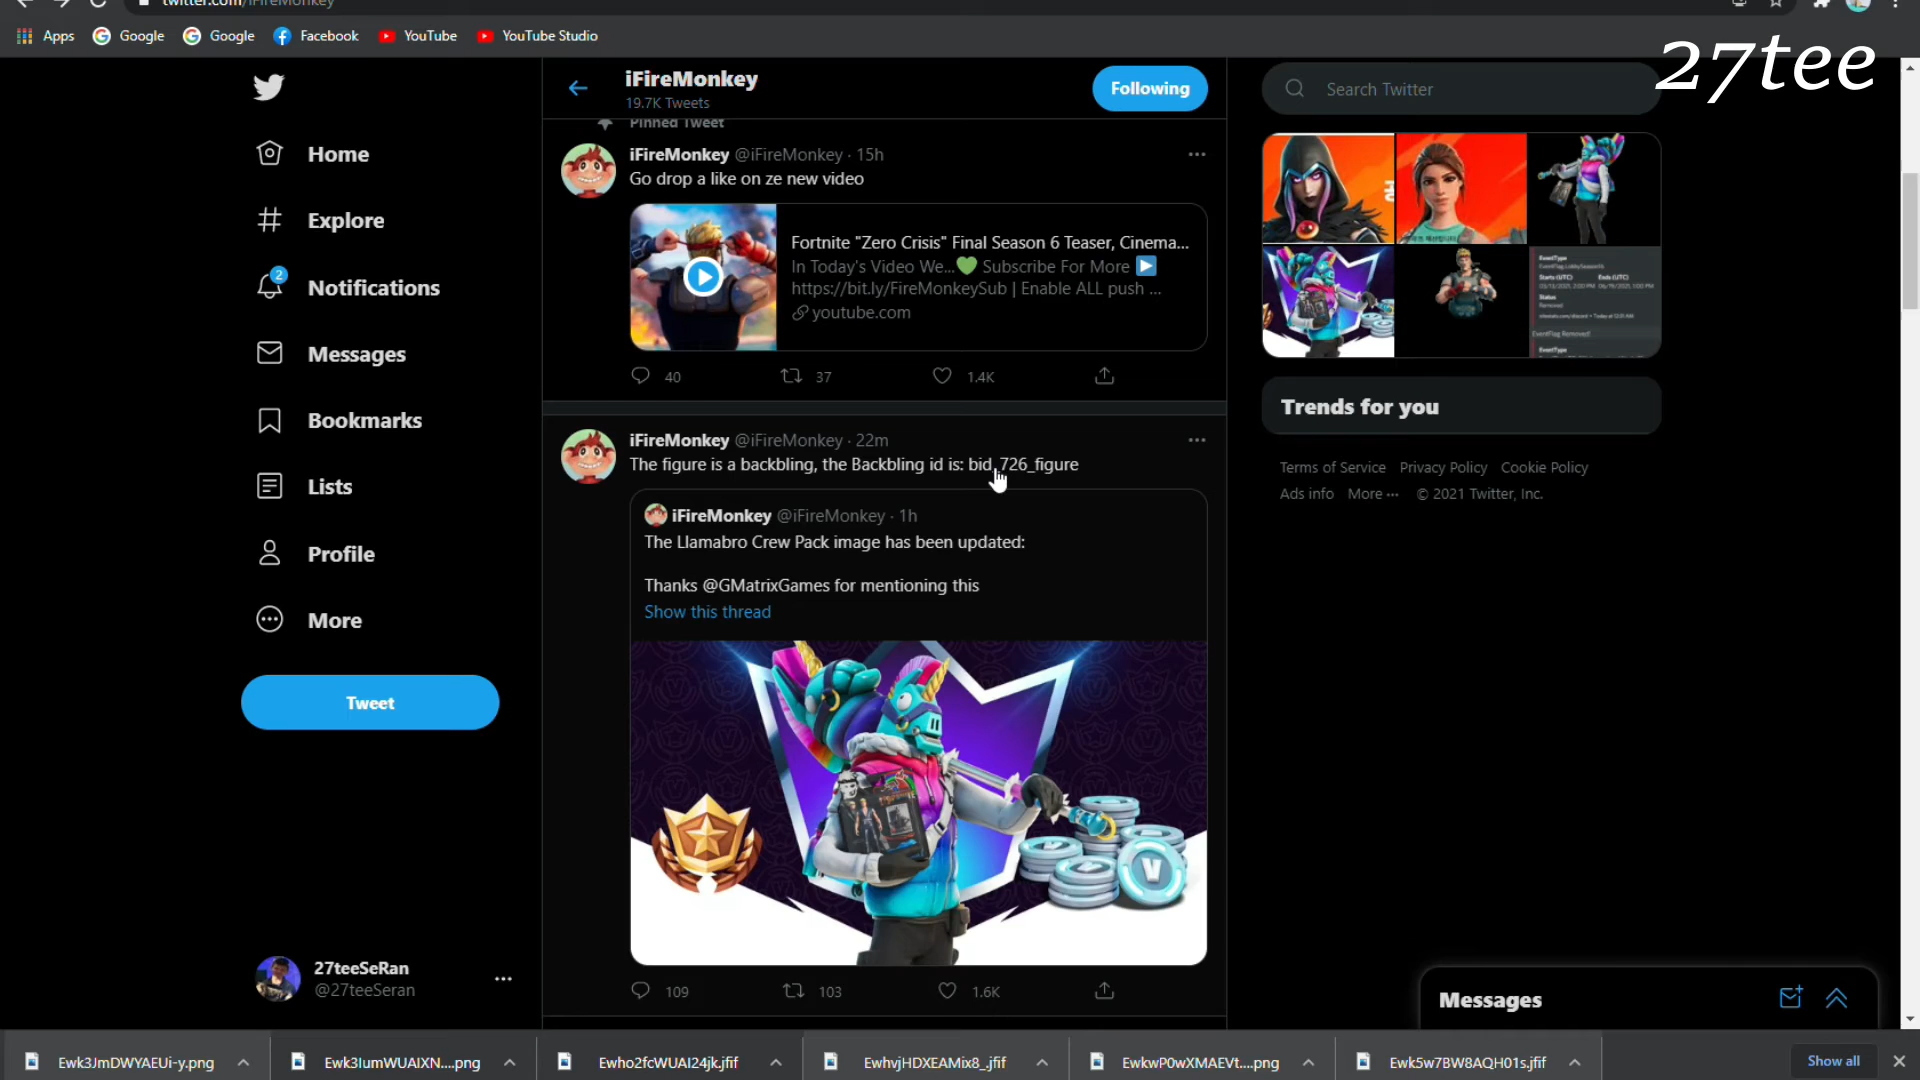 twitter.com/iFireMonkey
Apps Google Google Facebook YouTube YouTube Studio
27tee
Home
Explore
2
Notifications
Messages
Bookmarks
Lists
Profile
More
Tweet
27teeSeRan
@27teeSeran
iFireMonkey
19.7K Tweets
Following
Pinned Tweet
iFireMonkey @iFireMonkey · 15h
Go drop a like on ze new video
Fortnite "Zero Crisis" Final Season 6 Teaser, Cinema...
In Today's Video We...💚 Subscribe For More ▶️
https://bit.ly/FireMonkeySub | Enable ALL push ...
youtube.com
40 37 1.4K
iFireMonkey @iFireMonkey · 22m
The figure is a backbling, the Backbling id is: bid_726_figure
iFireMonkey @iFireMonkey · 1h
The Llamabro Crew Pack image has been updated:
Thanks @GMatrixGames for mentioning this
Show this thread
109 103 1.6K
Search Twitter
Trends for you
Terms of Service Privacy Policy Cookie Policy
Ads info More ··· © 2021 Twitter, Inc.
Messages
Ewk3JmDWYAEUi-y.png Ewk3IumWUAIXN....png Ewho2fcWUAI24jk.jfif EwhvjHDXEAMix8_.jfif EwkwP0wXMAEVt....png Ewk5w7BW8AQH01s.jfif Show all